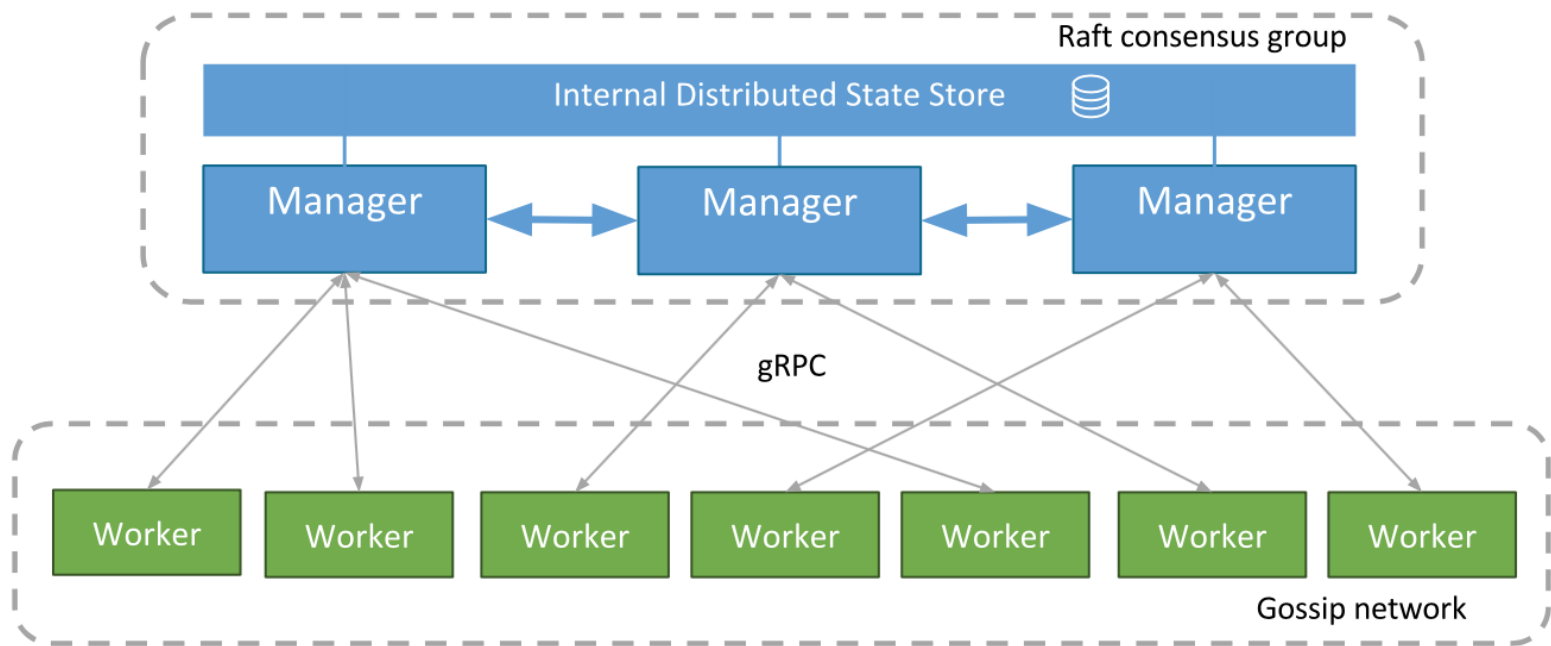 Raft consensus group
Internal Distributed State Store
Manager
Manager
Manager
gRPC
Worker
Worker
Worker
Worker
Worker
Worker
Worker
Gossip network